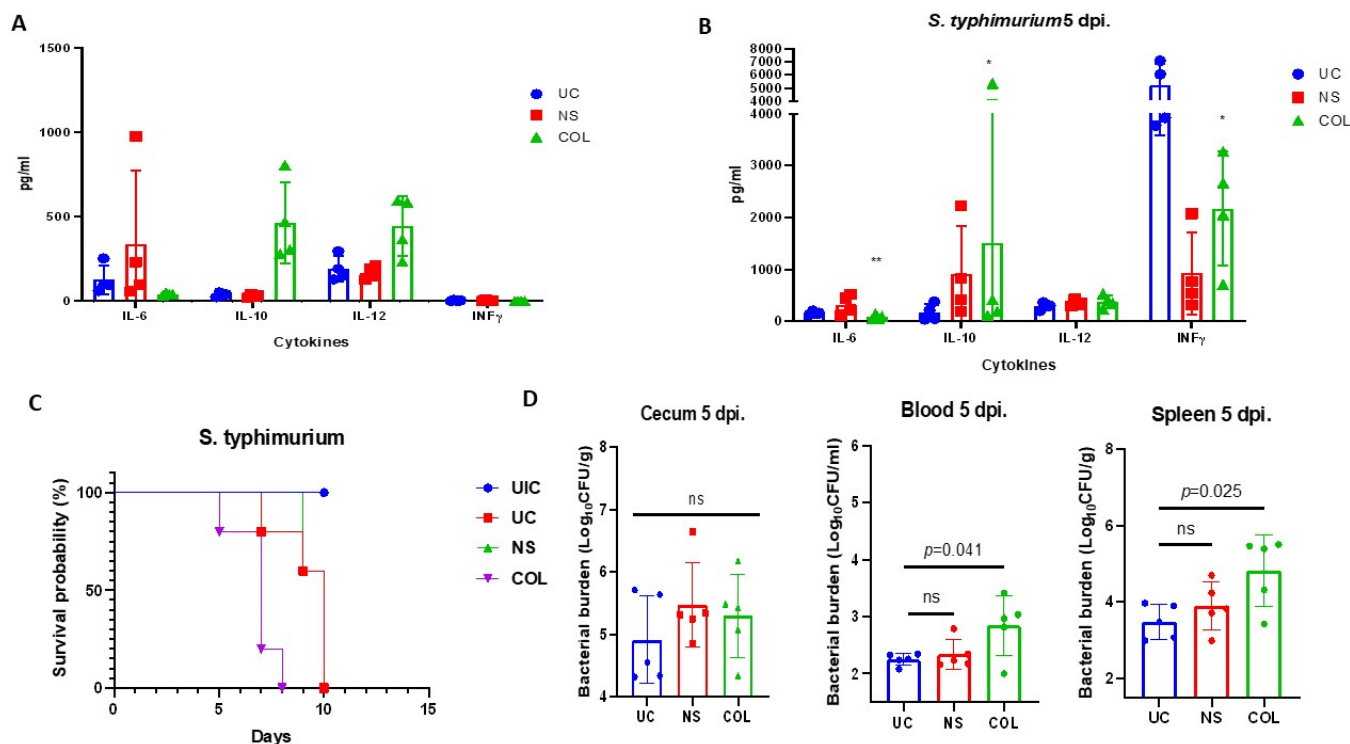 A
1500
1000
500
0
pg/ml
IL-6 IL-10 IL-12 INFγ
Cytokines
UC
NS
COL
B
S. typhimurium 5 dpi.
8000
7000
6000
5000
4000
4000
3000
2000
1000
0
pg/ml
** * *
IL-6 IL-10 IL-12 INFγ
Cytokines
UC
NS
COL
C
S. typhimurium
Survival probability (%)
100
50
0
0 5 10 15
Days
UIC
UC
NS
COL
D
Cecum 5 dpi.
Bacterial burden (Log10CFU/g)
8
7
6
5
4
ns
UC NS COL
Blood 5 dpi.
Bacterial burden (Log10CFU/ml)
6
5
4
3
2
p=0.041
ns
UC NS COL
Spleen 5 dpi.
Bacterial burden (Log10CFU/g)
8
6
4
2
p=0.025
ns
UC NS COL